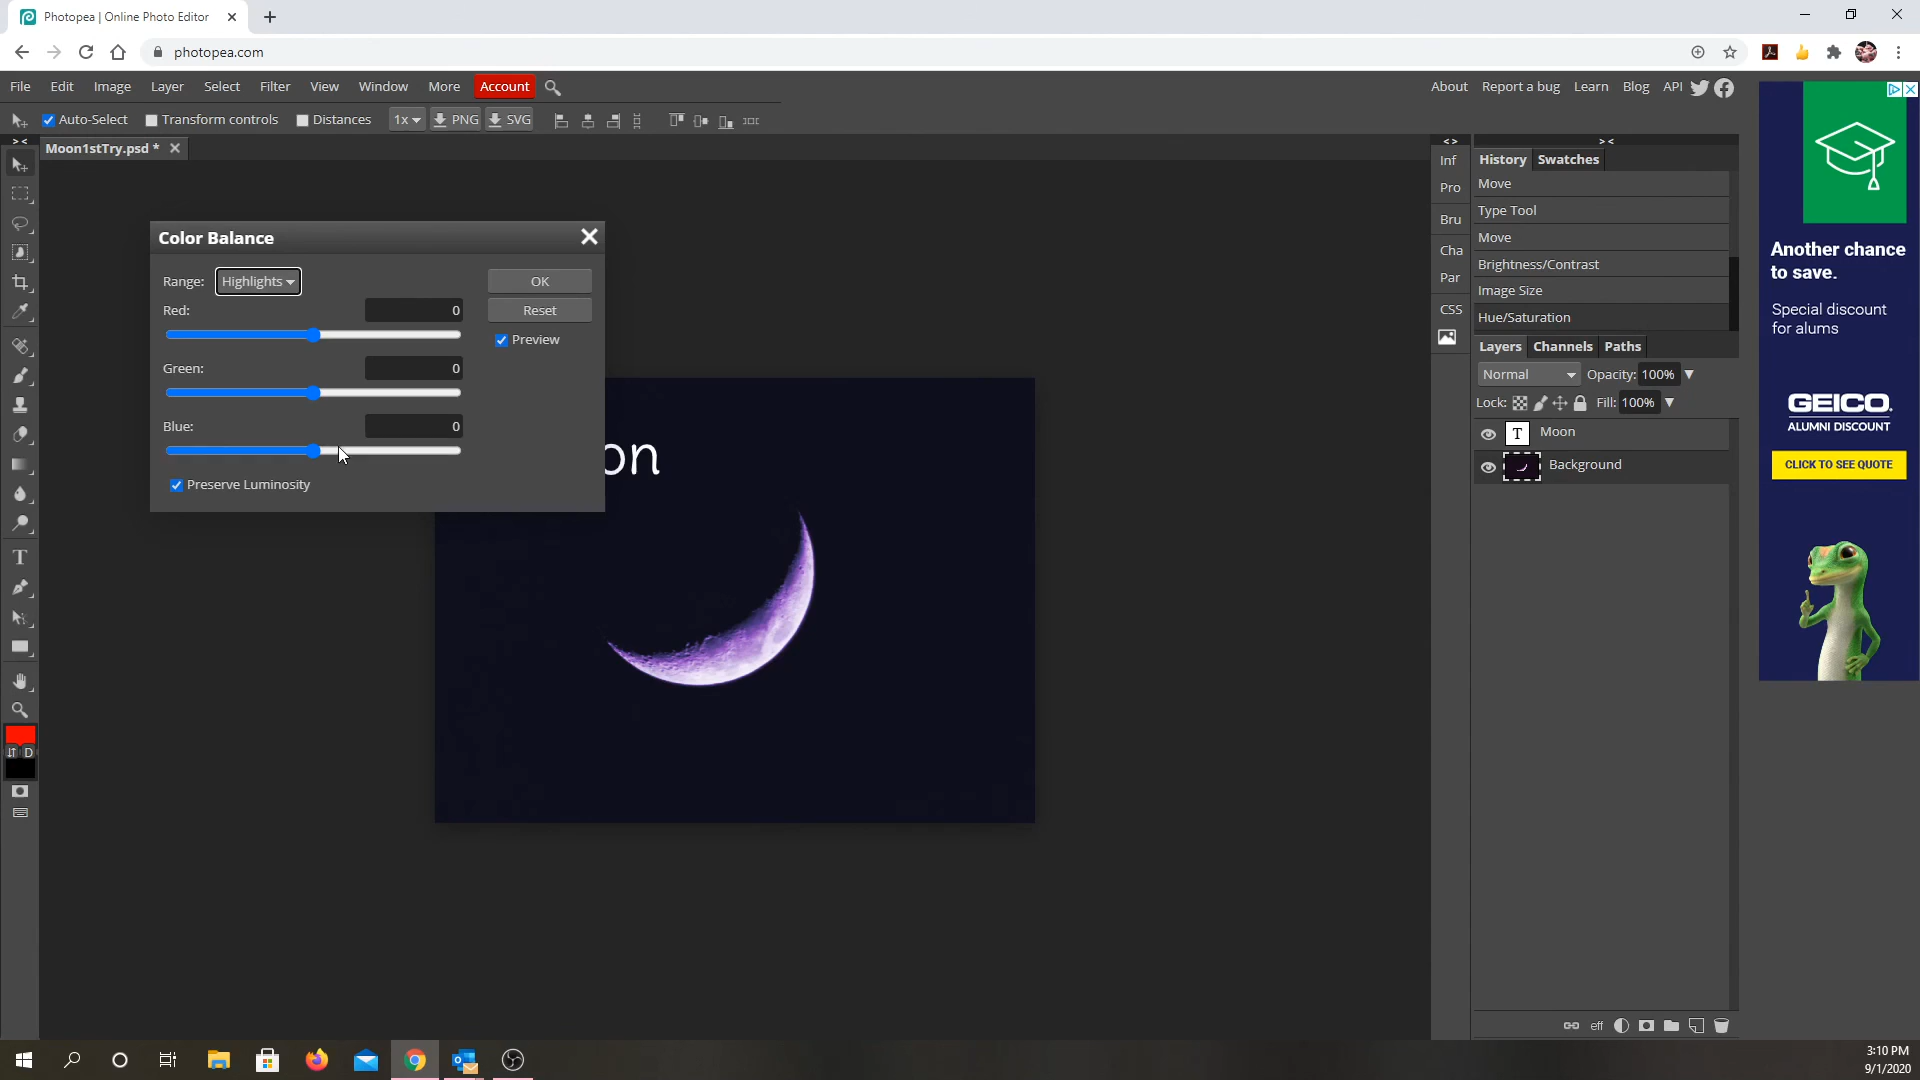 Photopea | Online Photo Editor
photopea.com
File Edit Image Layer Select Filter View Window More Account
About Report a bug Learn Blog API
Auto-Select Transform controls Distances 1x PNG SVG
Moon1stTry.psd *
Color Balance
Range: Highlights
OK
Red: 0
Reset
Preview
Green: 0
Blue: 0
Preserve Luminosity
on
Inf
Pro
Bru
Cha
Par
CSS
History Swatches
Move
Type Tool
Move
Brightness/Contrast
Image Size
Hue/Saturation
Layers Channels Paths
Normal Opacity: 100%
Lock: Fill: 100%
T Moon
Background
eff
T
D
Another chance
to save.
Special discount
for alums
GEICO.
ALUMNI DISCOUNT
CLICK TO SEE QUOTE
3:10 PM
9/1/2020